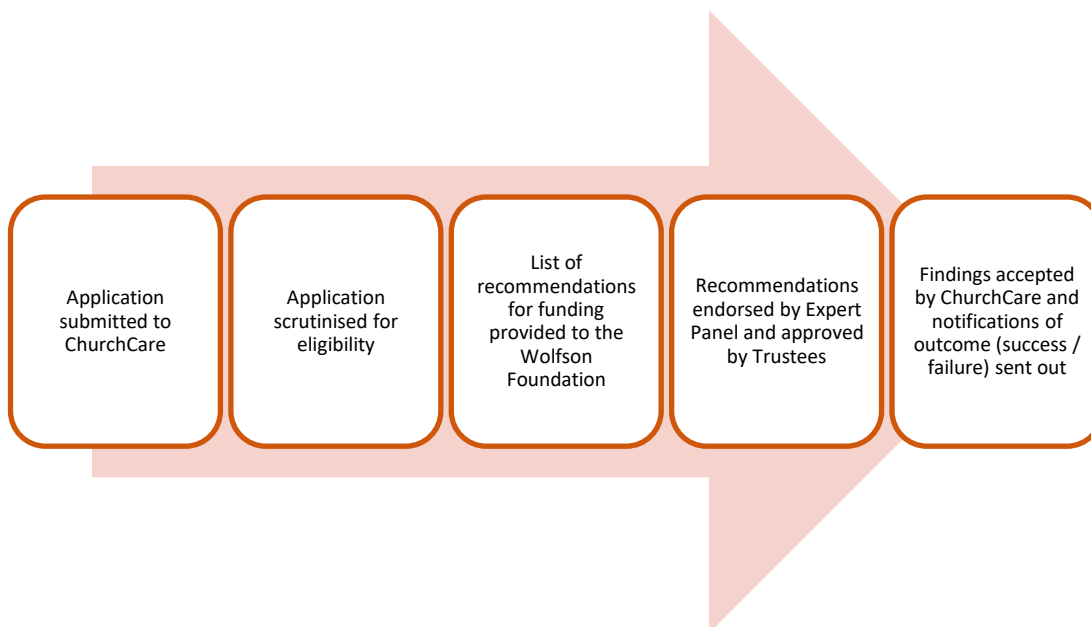 Application
submitted to
ChurchCare
Application
scrutinised for
eligibility
List of
recommendations
for funding
provided to the
Wolfson
Foundation
Recommendations
endorsed by Expert
Panel and approved
by Trustees
Findings accepted
by ChurchCare and
notifications of
outcome (success /
failure) sent out